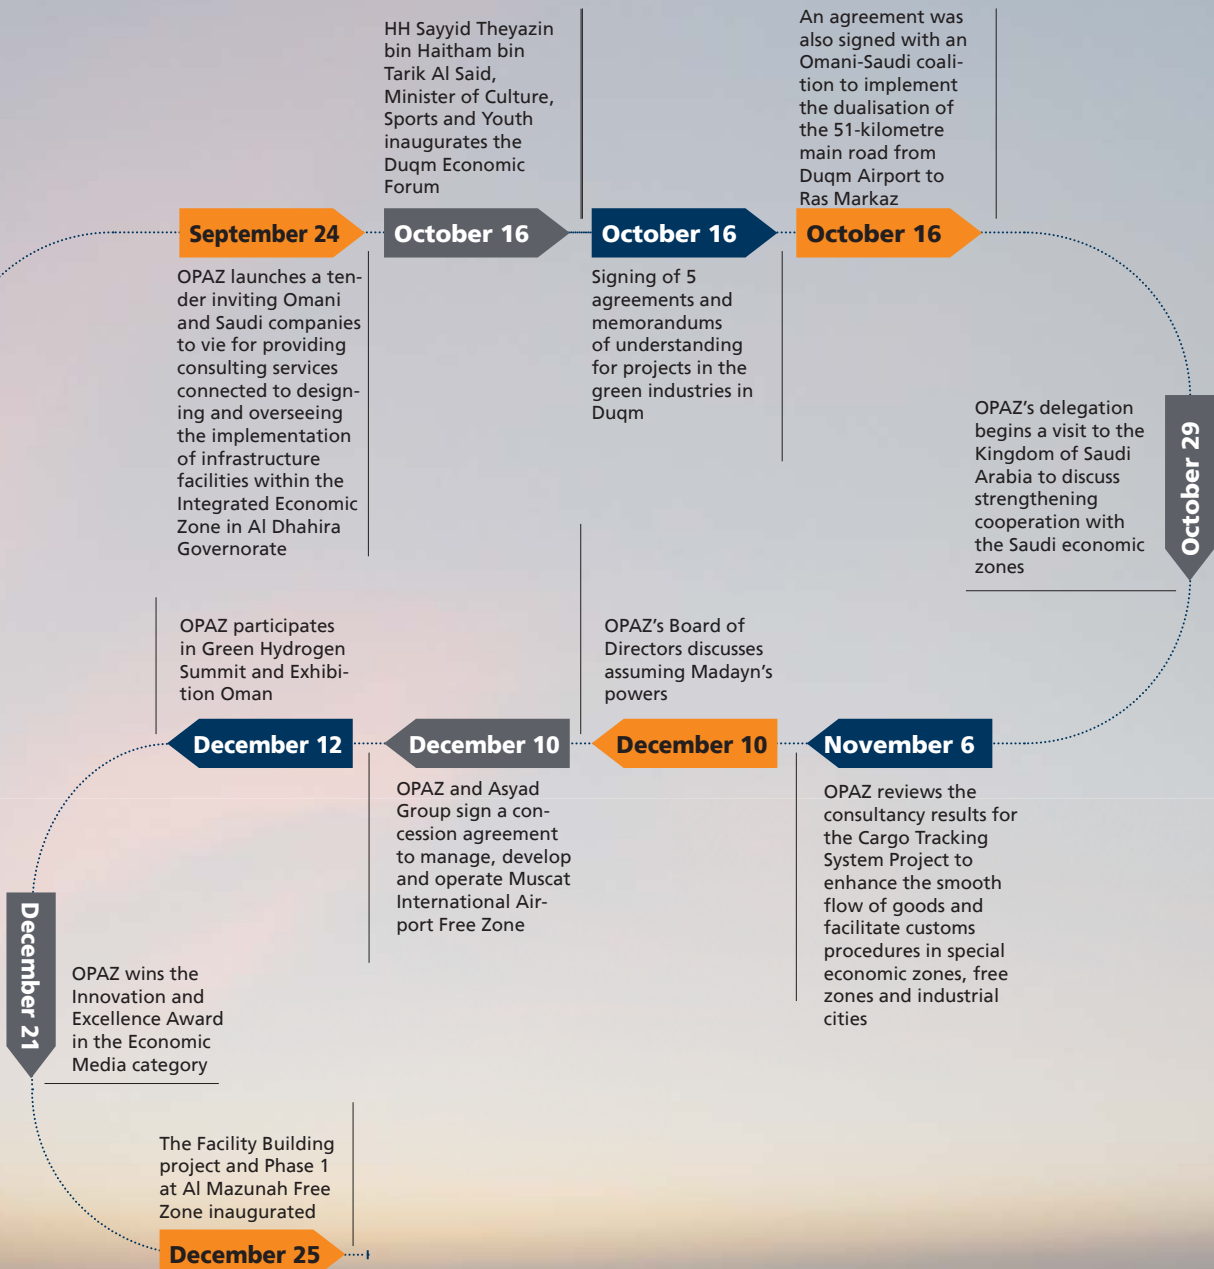 September 24
OPAZ launches a ten-
der inviting Omani
and Saudi companies
to vie for providing
consulting services
connected to design-
ing and overseeing
the implementation
of infrastructure
facilities within the
Integrated Economic
Zone in Al Dhahira
Governorate
HH Sayyid Theyazin
bin Haitham bin
Tarik Al Said,
Minister of Culture,
Sports and Youth
inaugurates the
Duqm Economic
Forum
October 16
October 16
Signing of 5
agreements and
memorandums
of understanding
for projects in the
green industries in
Duqm
An agreement was
also signed with an
Omani-Saudi coali-
tion to implement
the dualisation of
the 51-kilometre
main road from
Duqm Airport to
Ras Markaz
October 16
OPAZ’s delegation
begins a visit to the
Kingdom of Saudi
Arabia to discuss
strengthening
cooperation with
the Saudi economic
zones
October 29
November 6
OPAZ reviews the
consultancy results for
the Cargo Tracking
System Project to
enhance the smooth
flow of goods and
facilitate customs
procedures in special
economic zones, free
zones and industrial
cities
OPAZ’s Board of
Directors discusses
assuming Madayn’s
powers
December 10
December 10
OPAZ and Asyad
Group sign a con-
cession agreement
to manage, develop
and operate Muscat
International Air-
port Free Zone
OPAZ participates
in Green Hydrogen
Summit and Exhibi-
tion Oman
December 12
December 21
OPAZ wins the
Innovation and
Excellence Award
in the Economic
Media category
The Facility Building
project and Phase 1
at Al Mazunah Free
Zone inaugurated
December 25